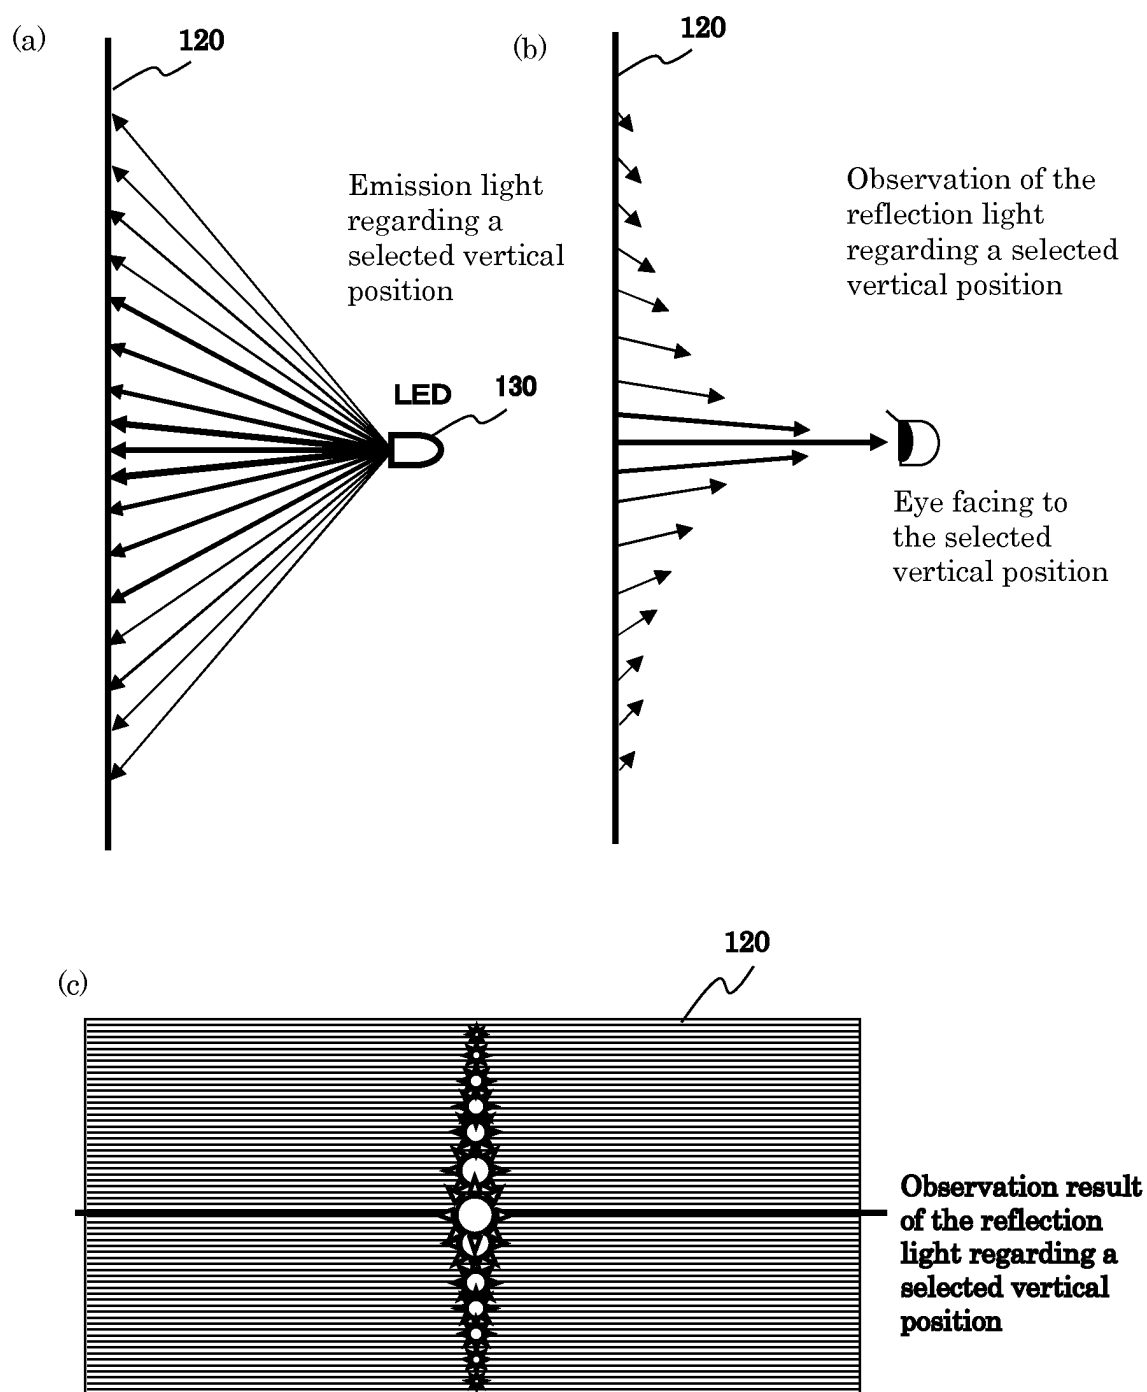 (a)
120
Emission light
regarding a
selected vertical
position
LED
130
(b)
120
Observation of the
reflection light
regarding a selected
vertical position
Eye facing to
the selected
vertical position
(c)
120
Observation result
of the reflection
light regarding a
selected vertical
position